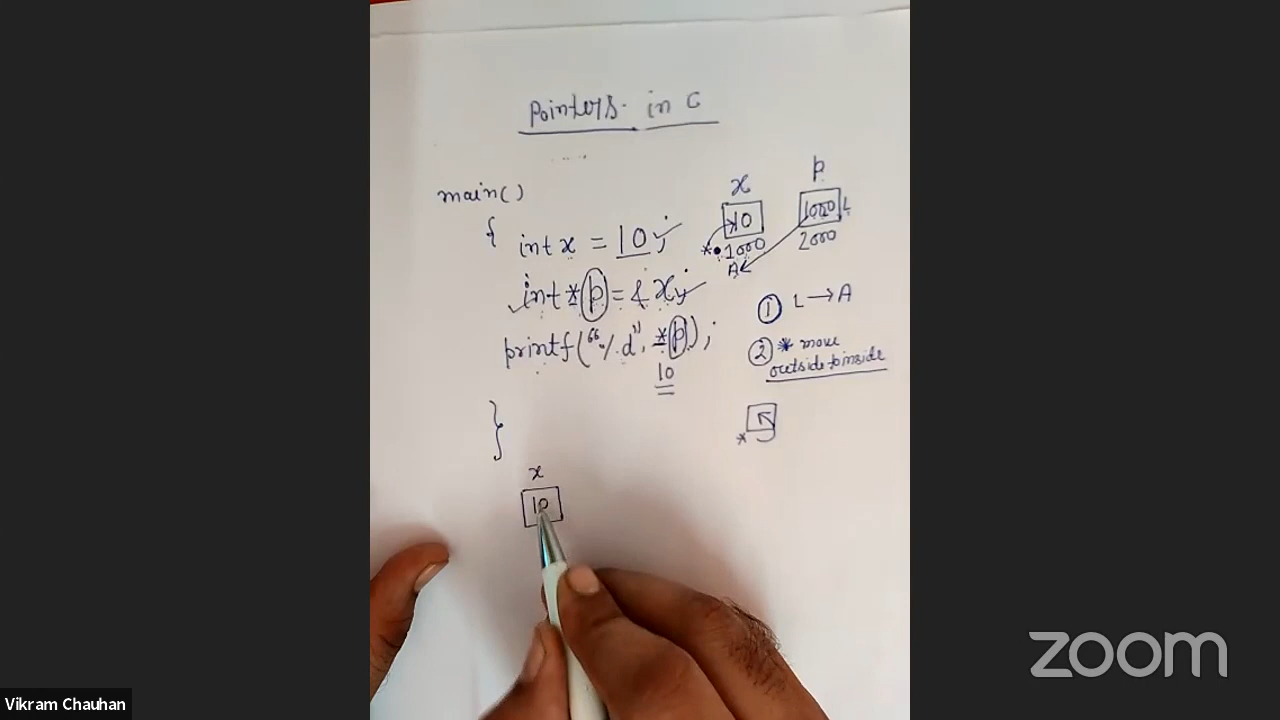 Pointers in C
main()
{
int x = 10;
int *p = & x;
printf("%d", *p);
10
}
x
10
* 1000
A
p
1000 L
2000
① L → A
② * move
outside to inside
*
x
10
zoom
Vikram Chauhan